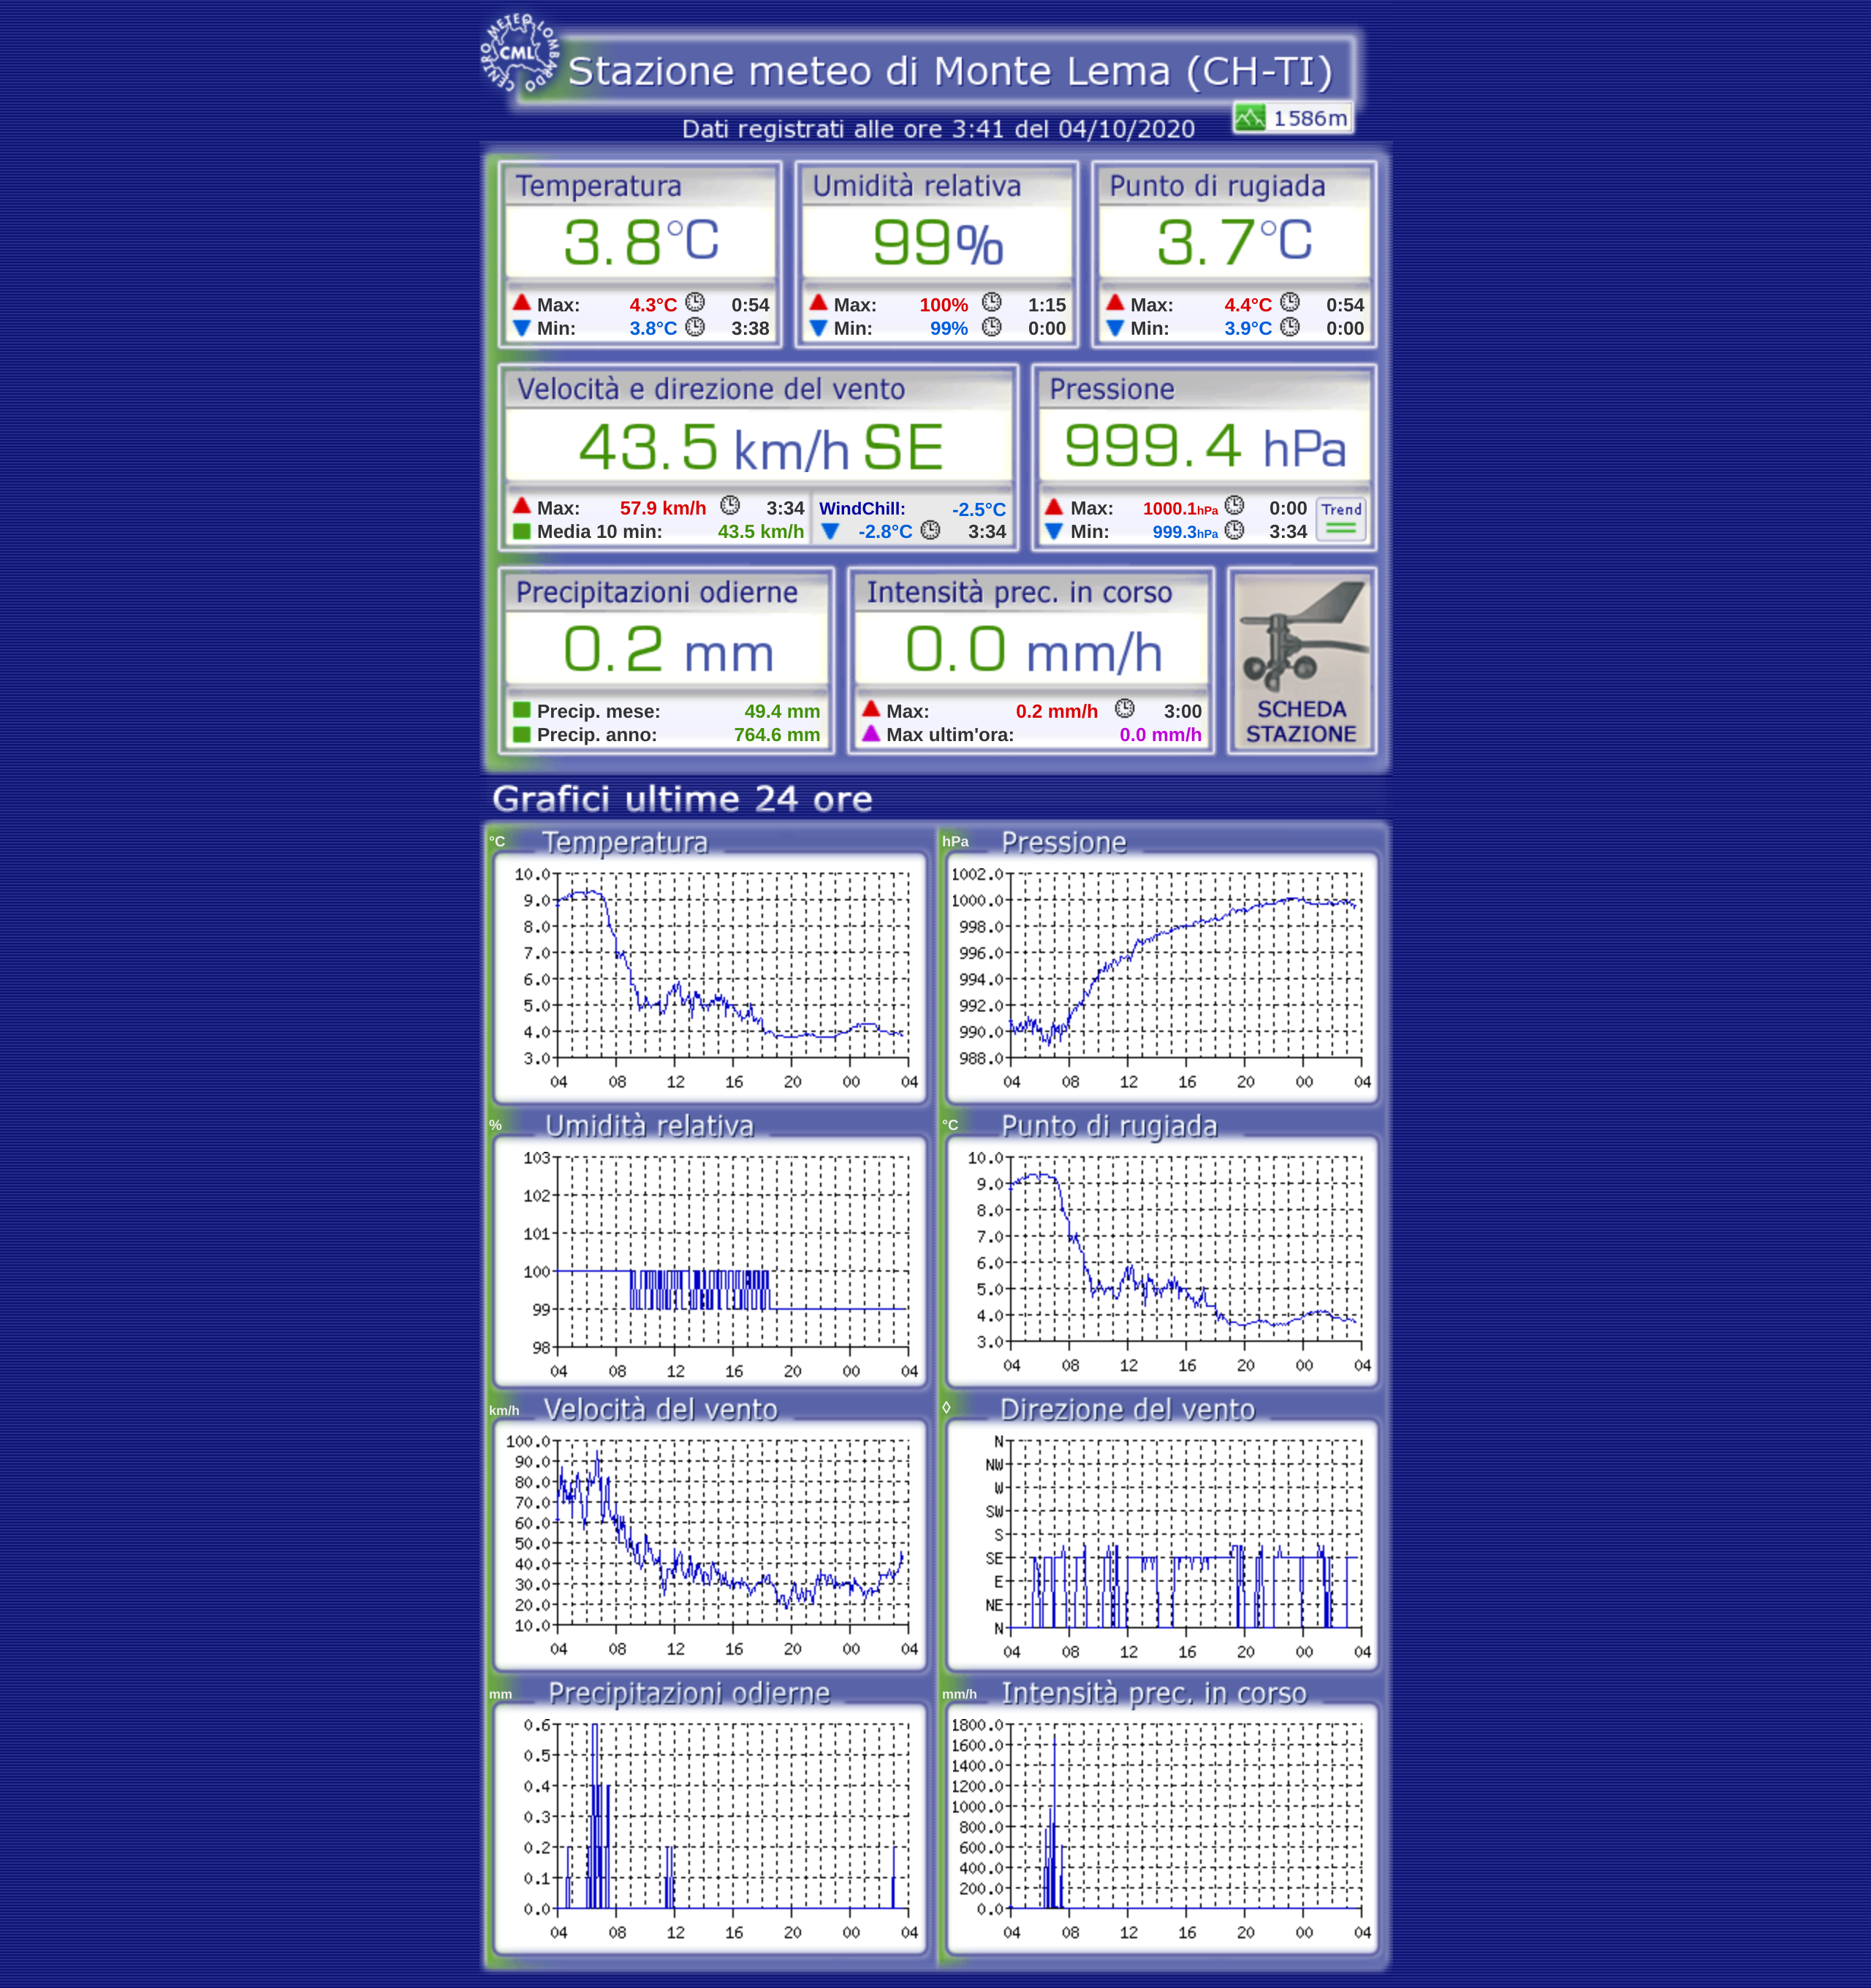 CENTRO METEO LOMBARDO
CML
Stazione meteo di Monte Lema (CH-TI)
1586m
Dati registrati alle ore 3:41 del 04/10/2020
Temperatura Umidità relativa Punto di rugiada
3.8°C 99% 3.7°C
Max: 4.3°C 0:54 Max: 100% 1:15 Max: 4.4°C 0:54
Min: 3.8°C 3:38 Min: 99% 0:00 Min: 3.9°C 0:00
Velocità e direzione del vento Pressione
43.5 km/h SE 999.4 hPa
Max: 57.9 km/h 3:34 WindChill: -2.5°C Max: 1000.1hPa 0:00 Trend
Media 10 min: 43.5 km/h -2.8°C 3:34 Min: 999.3hPa 3:34
Precipitazioni odierne Intensità prec. in corso
0.2 mm 0.0 mm/h
Precip. mese: 49.4 mm Max: 0.2 mm/h 3:00 SCHEDA
Precip. anno: 764.6 mm Max ultim'ora: 0.0 mm/h STAZIONE
Grafici ultime 24 ore
°C Temperatura
10.0
9.0
8.0
7.0
6.0
5.0
4.0
3.0
04 08 12 16 20 00 04
hPa Pressione
1002.0
1000.0
998.0
996.0
994.0
992.0
990.0
988.0
04 08 12 16 20 00 04
% Umidità relativa
103
102
101
100
99
98
04 08 12 16 20 00 04
°C Punto di rugiada
10.0
9.0
8.0
7.0
6.0
5.0
4.0
3.0
04 08 12 16 20 00 04
km/h Velocità del vento
100.0
90.0
80.0
70.0
60.0
50.0
40.0
30.0
20.0
10.0
04 08 12 16 20 00 04
◊ Direzione del vento
N
NW
W
SW
S
SE
E
NE
N
04 08 12 16 20 00 04
mm Precipitazioni odierne
0.6
0.5
0.4
0.3
0.2
0.1
0.0
04 08 12 16 20 00 04
mm/h Intensità prec. in corso
1800.0
1600.0
1400.0
1200.0
1000.0
800.0
600.0
400.0
200.0
0.0
04 08 12 16 20 00 04